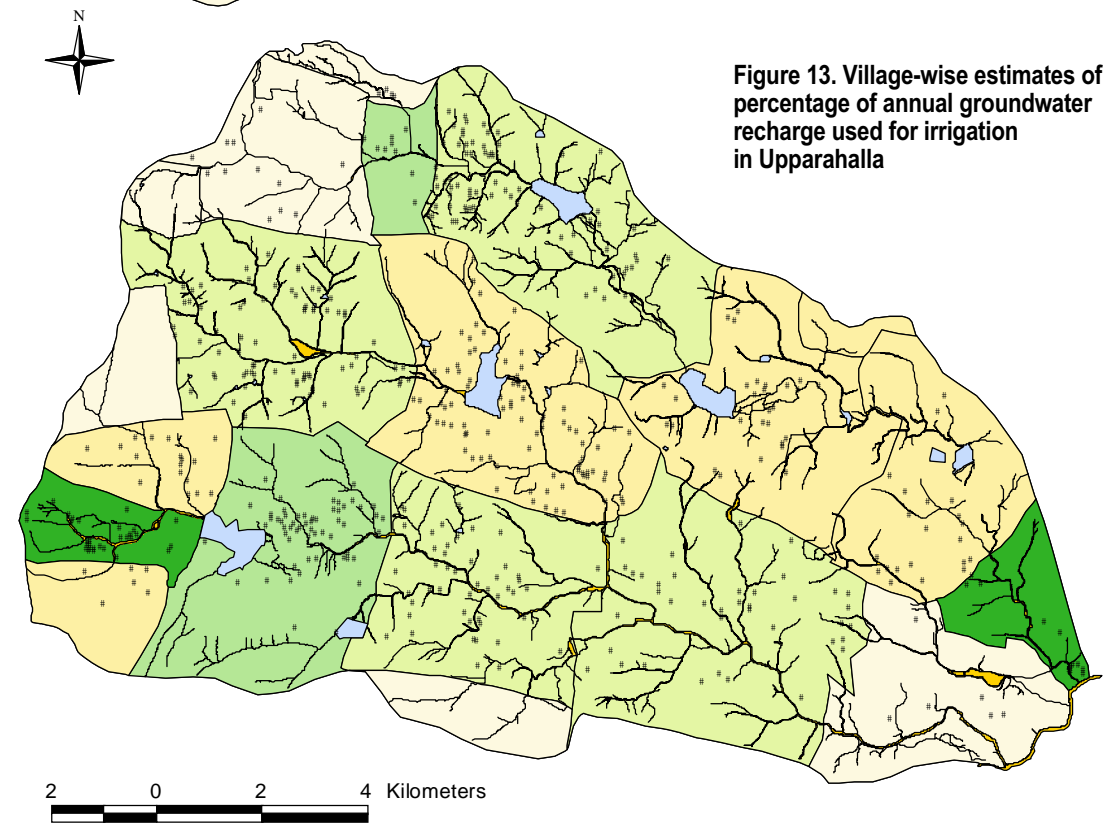 N
Figure 13. Village-wise estimates of
percentage of annual groundwater
recharge used for irrigation
in Upparahalla
2 0 2 4 Kilometers